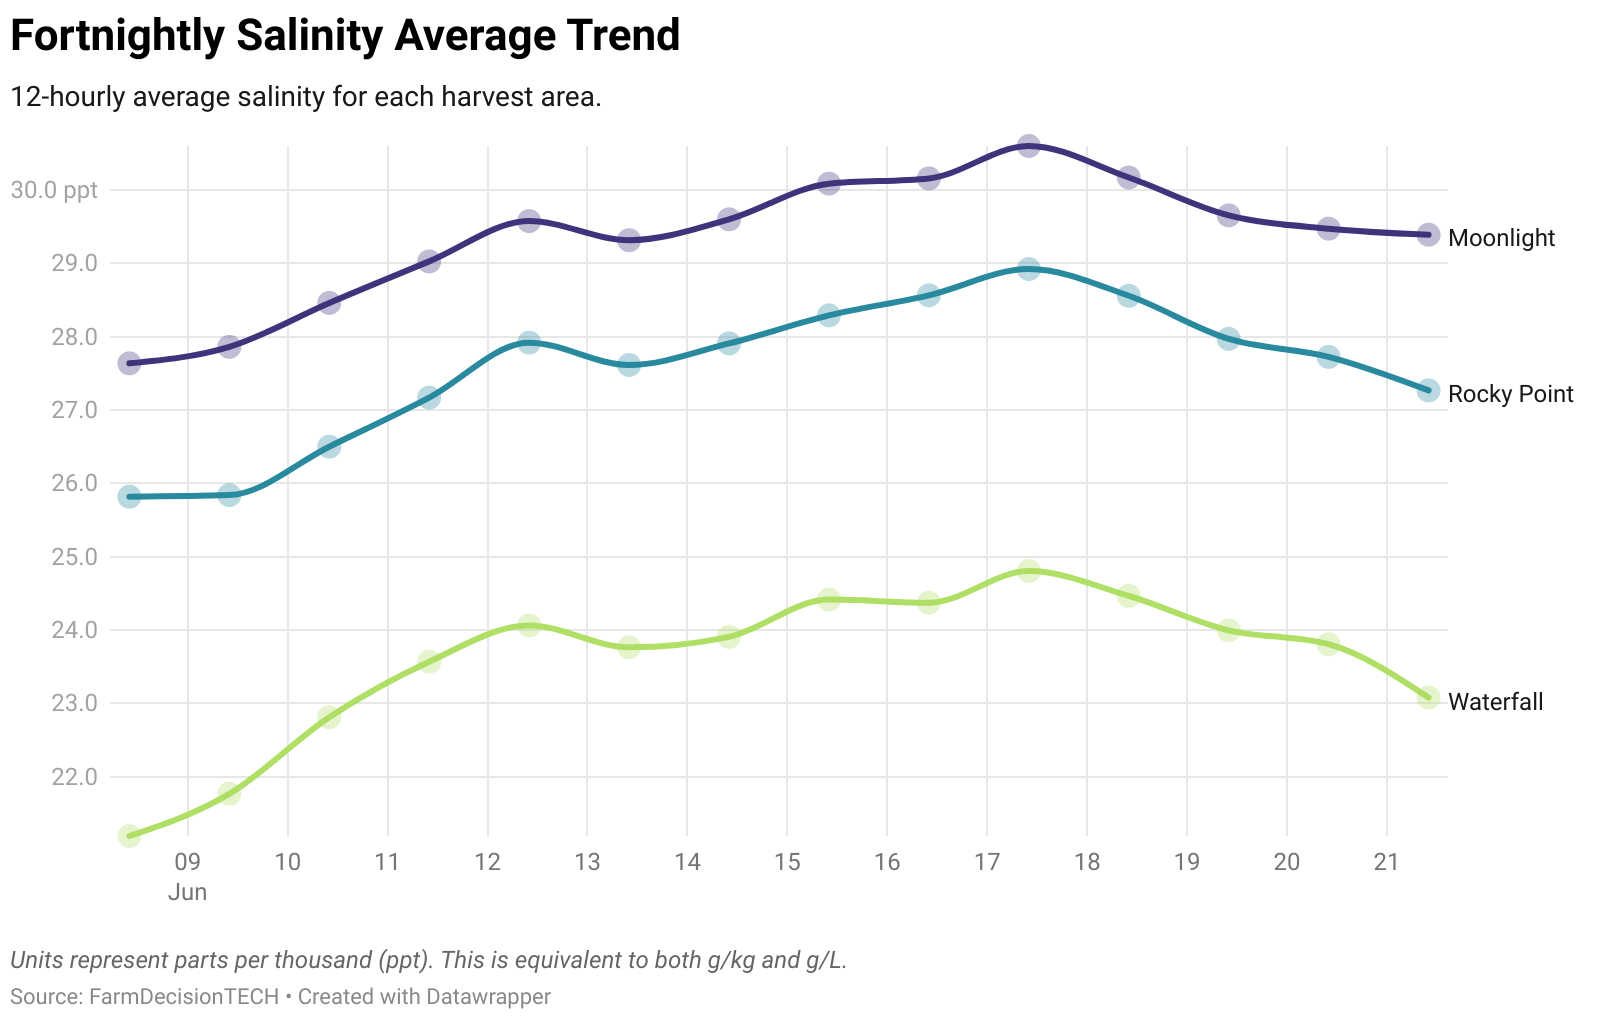 Fortnightly Salinity Average Trend
12-hourly average salinity for each harvest area.
30.0 ppt
29.0
28.0
27.0
26.0
25.0
24.0
23.0
22.0
Moonlight
Rocky Point
Waterfall
09 10 11 12 13 14 15 16 17 18 19 20 21
Jun
Units represent parts per thousand (ppt). This is equivalent to both g/kg and g/L.
Source: FarmDecisionTECH • Created with Datawrapper